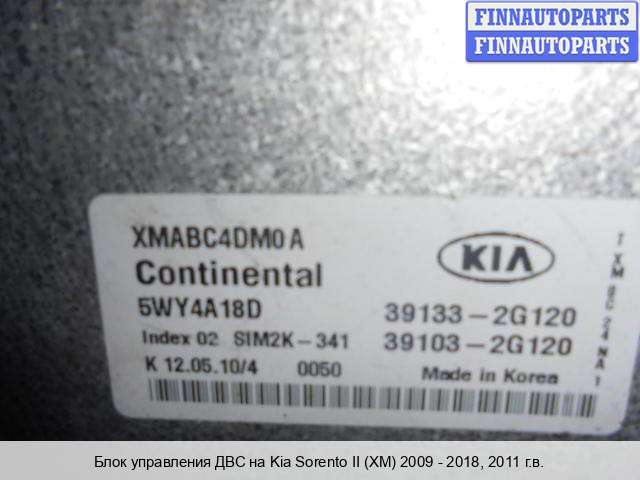 FINNAUTOPARTS
FINNAUTOPARTS
XMABC4DM0A
KIA
Continental
5WY4A18D
39133-2G120
Index 02 SIM2K-341
39103-2G120
K 12.05.10/4 0050
Made in Korea
Блок управления ДВС на Kia Sorento II (XM) 2009 - 2018, 2011 г.в.